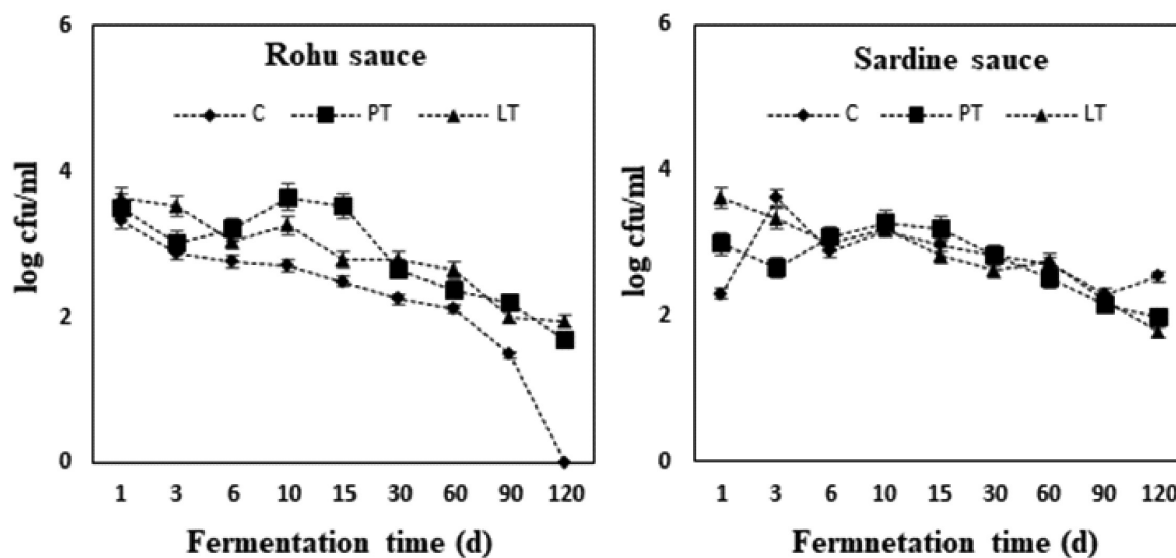 6
4
2
0
log cfu/ml
Rohu sauce
C PT LT
1 3 6 10 15 30 60 90 120
Fermentation time (d)
6
4
2
0
log cfu/ml
Sardine sauce
C PT LT
1 3 6 10 15 30 60 90 120
Fermnetation time (d)